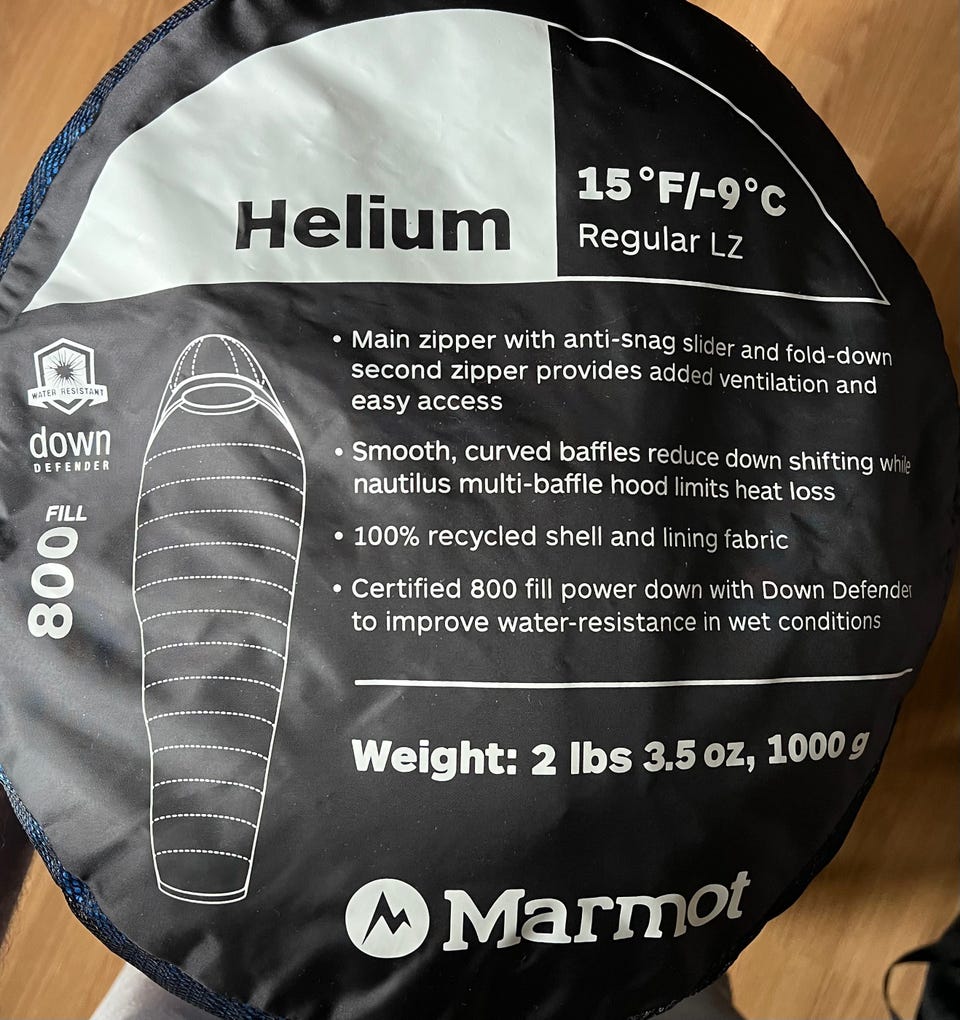 Helium
15°F/-9°C
Regular LZ
• Main zipper with anti-snag slider and fold-down
second zipper provides added ventilation and
easy access
• Smooth, curved baffles reduce down shifting while
nautilus multi-baffle hood limits heat loss
• 100% recycled shell and lining fabric
• Certified 800 fill power down with Down Defender
to improve water-resistance in wet conditions
WATER RESISTANT
down
DEFENDER
800 FILL
Weight: 2 lbs 3.5 oz, 1000 g
Marmot